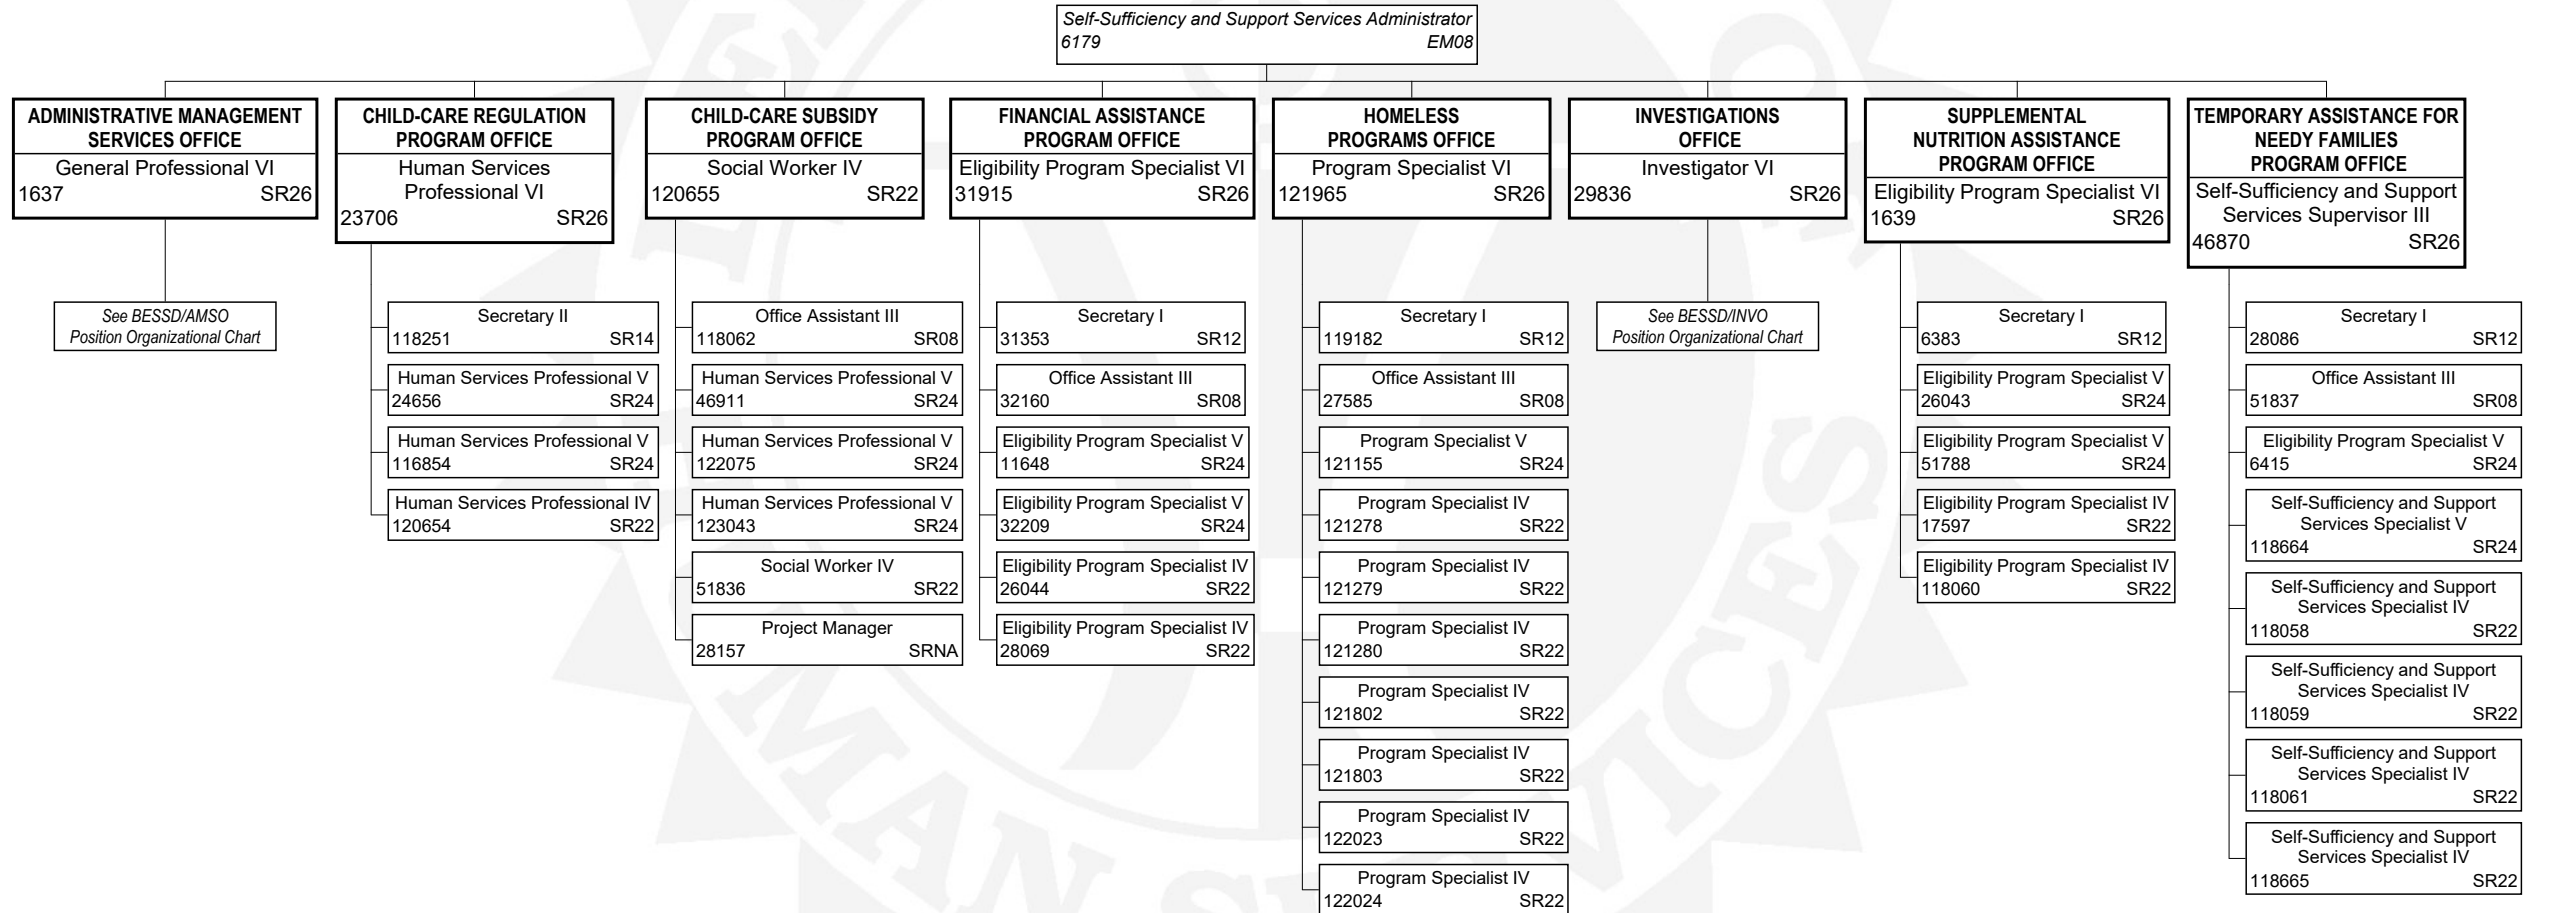 Self-Sufficiency and Support Services Administrator
6179 EM08
ADMINISTRATIVE MANAGEMENT
SERVICES OFFICE
General Professional VI
1637 SR26
See BESSD/AMSO
Position Organizational Chart
CHILD-CARE REGULATION
PROGRAM OFFICE
Human Services
Professional VI
23706 SR26
Secretary II
118251 SR14
Human Services Professional V
24656 SR24
Human Services Professional V
116854 SR24
Human Services Professional IV
120654 SR22
CHILD-CARE SUBSIDY
PROGRAM OFFICE
Social Worker IV
120655 SR22
Office Assistant III
118062 SR08
Human Services Professional V
46911 SR24
Human Services Professional V
122075 SR24
Human Services Professional V
123043 SR24
Social Worker IV
51836 SR22
Project Manager
28157 SRNA
FINANCIAL ASSISTANCE
PROGRAM OFFICE
Eligibility Program Specialist VI
31915 SR26
Secretary I
31353 SR12
Office Assistant III
32160 SR08
Eligibility Program Specialist V
11648 SR24
Eligibility Program Specialist V
32209 SR24
Eligibility Program Specialist IV
26044 SR22
Eligibility Program Specialist IV
28069 SR22
HOMELESS
PROGRAMS OFFICE
Program Specialist VI
121965 SR26
Secretary I
119182 SR12
Office Assistant III
27585 SR08
Program Specialist V
121155 SR24
Program Specialist IV
121278 SR22
Program Specialist IV
121279 SR22
Program Specialist IV
121280 SR22
Program Specialist IV
121802 SR22
Program Specialist IV
121803 SR22
Program Specialist IV
122023 SR22
Program Specialist IV
122024 SR22
INVESTIGATIONS
OFFICE
Investigator VI
29836 SR26
See BESSD/INVO
Position Organizational Chart
SUPPLEMENTAL
NUTRITION ASSISTANCE
PROGRAM OFFICE
Eligibility Program Specialist VI
1639 SR26
Secretary I
6383 SR12
Eligibility Program Specialist V
26043 SR24
Eligibility Program Specialist V
51788 SR24
Eligibility Program Specialist IV
17597 SR22
Eligibility Program Specialist IV
118060 SR22
TEMPORARY ASSISTANCE FOR
NEEDY FAMILIES
PROGRAM OFFICE
Self-Sufficiency and Support
Services Supervisor III
46870 SR26
Secretary I
28086 SR12
Office Assistant III
51837 SR08
Eligibility Program Specialist V
6415 SR24
Self-Sufficiency and Support
Services Specialist V
118664 SR24
Self-Sufficiency and Support
Services Specialist IV
118058 SR22
Self-Sufficiency and Support
Services Specialist IV
118059 SR22
Self-Sufficiency and Support
Services Specialist IV
118061 SR22
Self-Sufficiency and Support
Services Specialist IV
118665 SR22